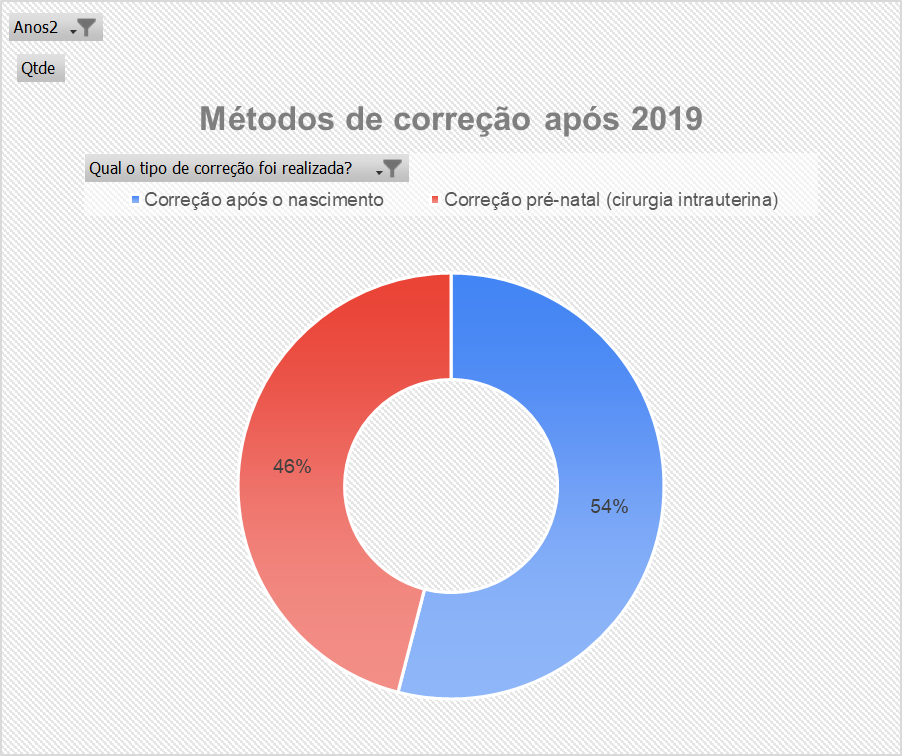 Anos2
Qtde
Métodos de correção após 2019
Qual o tipo de correção foi realizada?
Correção após o nascimento Correção pré-natal (cirurgia intrauterina)
46%
54%